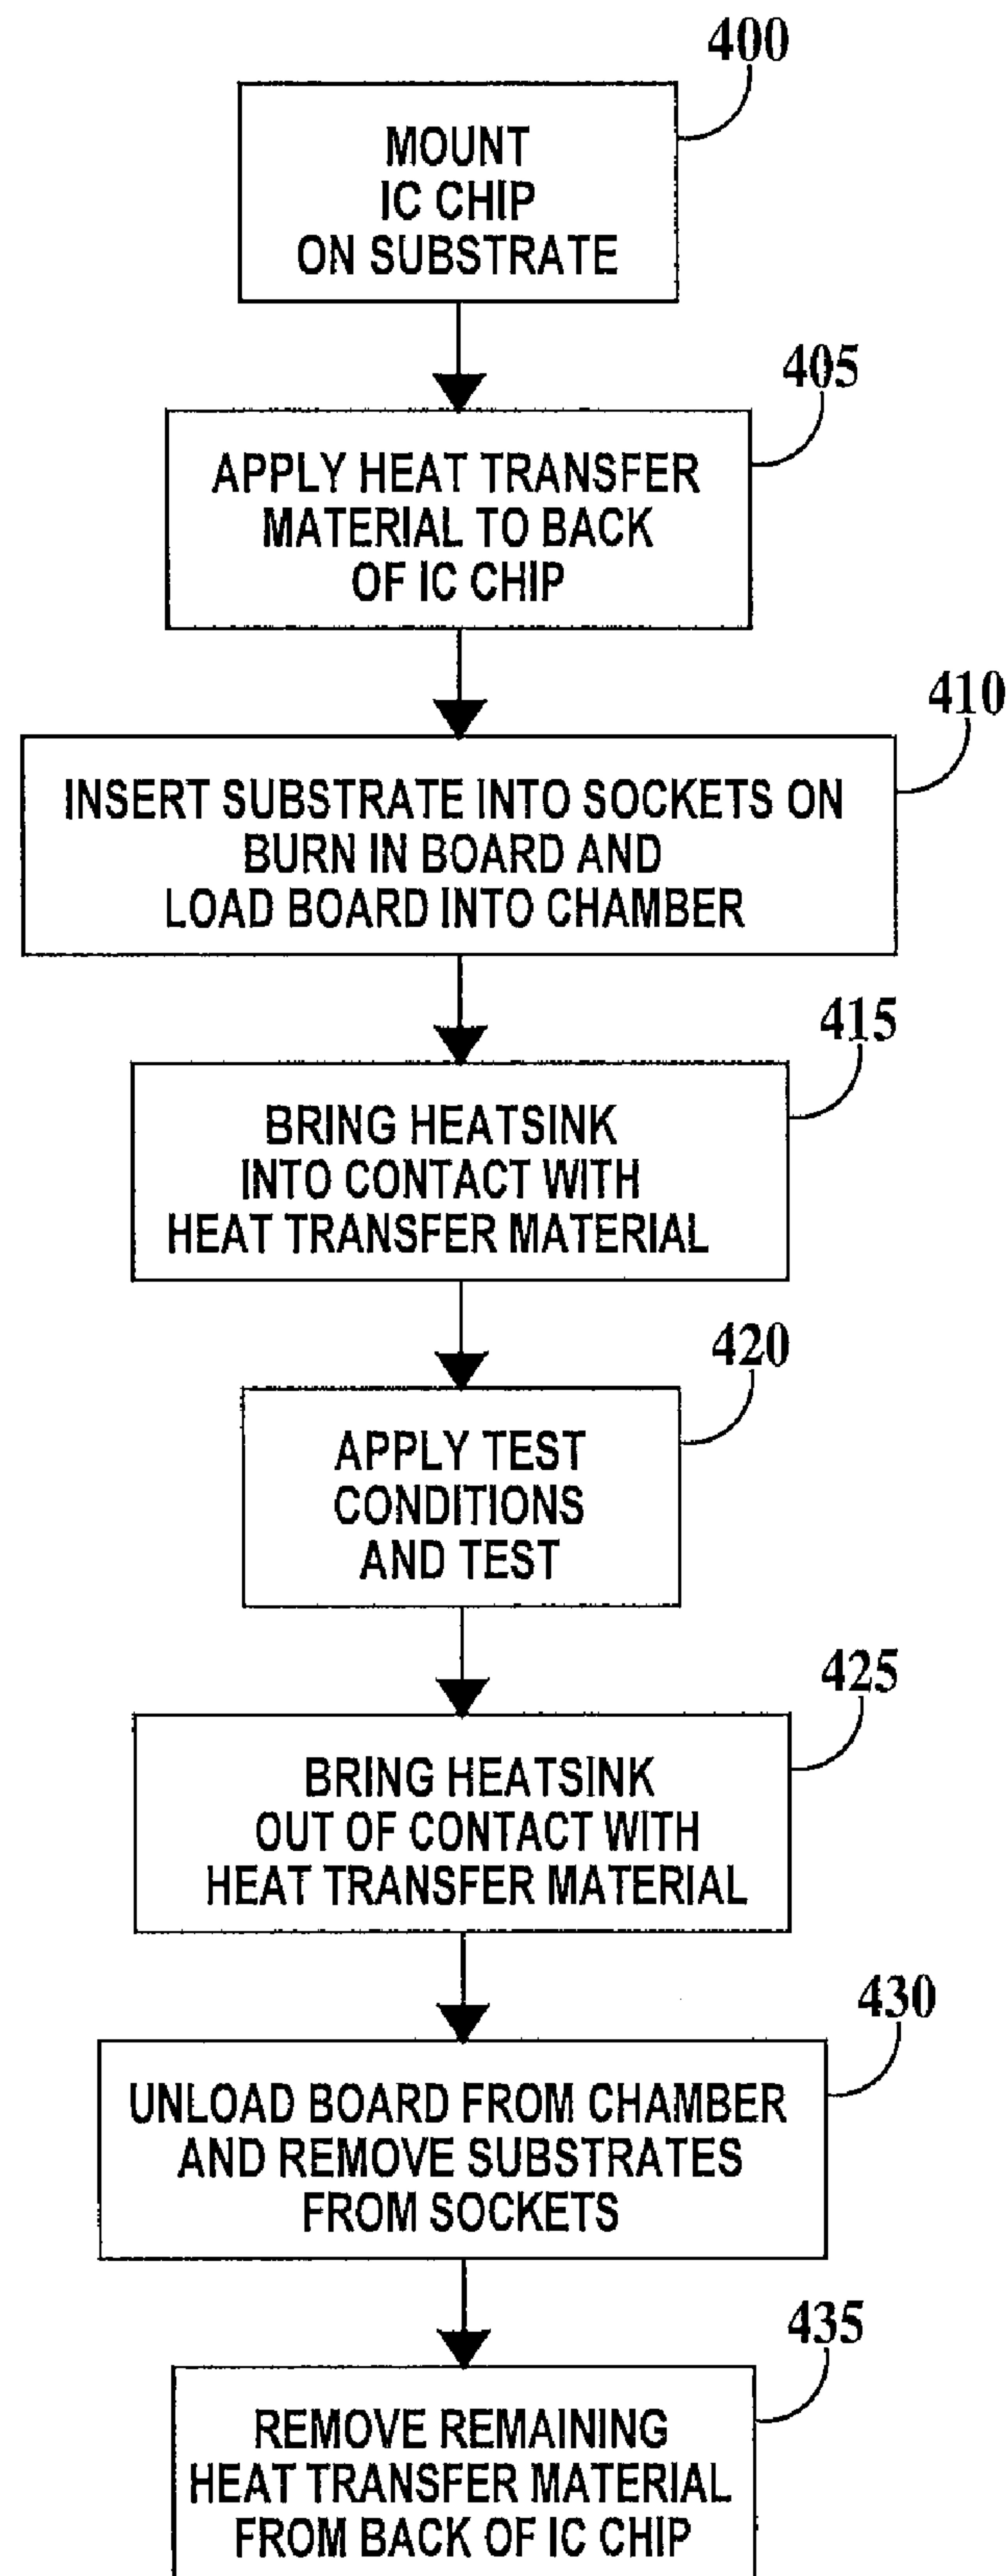 400
MOUNT
IC CHIP
ON SUBSTRATE
405
APPLY HEAT TRANSFER
MATERIAL TO BACK
OF IC CHIP
410
INSERT SUBSTRATE INTO SOCKETS ON
BURN IN BOARD AND
LOAD BOARD INTO CHAMBER
415
BRING HEATSINK
INTO CONTACT WITH
HEAT TRANSFER MATERIAL
420
APPLY TEST
CONDITIONS
AND TEST
425
BRING HEATSINK
OUT OF CONTACT WITH
HEAT TRANSFER MATERIAL
430
UNLOAD BOARD FROM CHAMBER
AND REMOVE SUBSTRATES
FROM SOCKETS
435
REMOVE REMAINING
HEAT TRANSFER MATERIAL
FROM BACK OF IC CHIP